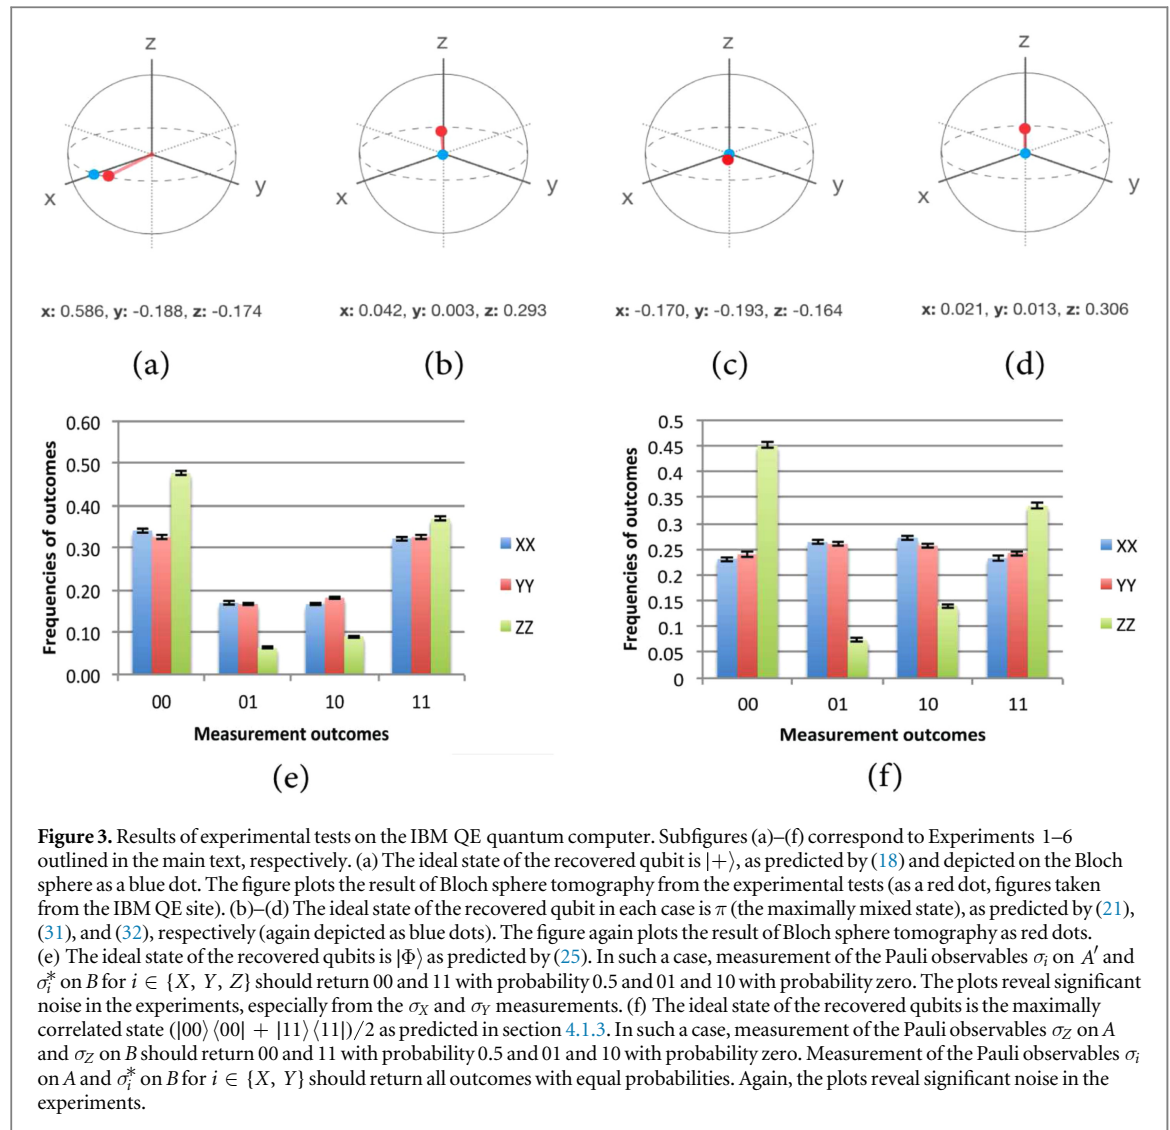 z
z
z
z
x
y
x
y
x
y
x
y
x: 0.586, y: -0.188, z: -0.174
x: 0.042, y: 0.003, z: 0.293
x: -0.170, y: -0.193, z: -0.164
x: 0.021, y: 0.013, z: 0.306
(a)
(b)
(c)
(d)
Frequencies of outcomes
0.60
0.50
0.40
0.30
0.20
0.10
0.00
00
01
10
11
Measurement outcomes
XX
YY
ZZ
(e)
Frequencies of outcomes
0.5
0.45
0.4
0.35
0.3
0.25
0.2
0.15
0.1
0.05
0
00
01
10
11
Measurement outcomes
XX
YY
ZZ
(f)
Figure 3. Results of experimental tests on the IBM QE quantum computer. Subfigures (a)–(f) correspond to Experiments 1–6
outlined in the main text, respectively. (a) The ideal state of the recovered qubit is |+⟩, as predicted by (18) and depicted on the Bloch
sphere as a blue dot. The figure plots the result of Bloch sphere tomography from the experimental tests (as a red dot, figures taken
from the IBM QE site). (b)–(d) The ideal state of the recovered qubit in each case is π (the maximally mixed state), as predicted by (21),
(31), and (32), respectively (again depicted as blue dots). The figure again plots the result of Bloch sphere tomography as red dots.
(e) The ideal state of the recovered qubits is |Φ⟩ as predicted by (25). In such a case, measurement of the Pauli observables σᵢ on A′ and
σᵢ* on B for i ∈ {X, Y, Z} should return 00 and 11 with probability 0.5 and 01 and 10 with probability zero. The plots reveal significant
noise in the experiments, especially from the σ_X and σ_Y measurements. (f) The ideal state of the recovered qubits is the maximally
correlated state (|00⟩⟨00| + |11⟩⟨11|)/2 as predicted in section 4.1.3. In such a case, measurement of the Pauli observables σ_Z on A
and σ_Z on B should return 00 and 11 with probability 0.5 and 01 and 10 with probability zero. Measurement of the Pauli observables σᵢ
on A and σᵢ* on B for i ∈ {X, Y} should return all outcomes with equal probabilities. Again, the plots reveal significant noise in the
experiments.